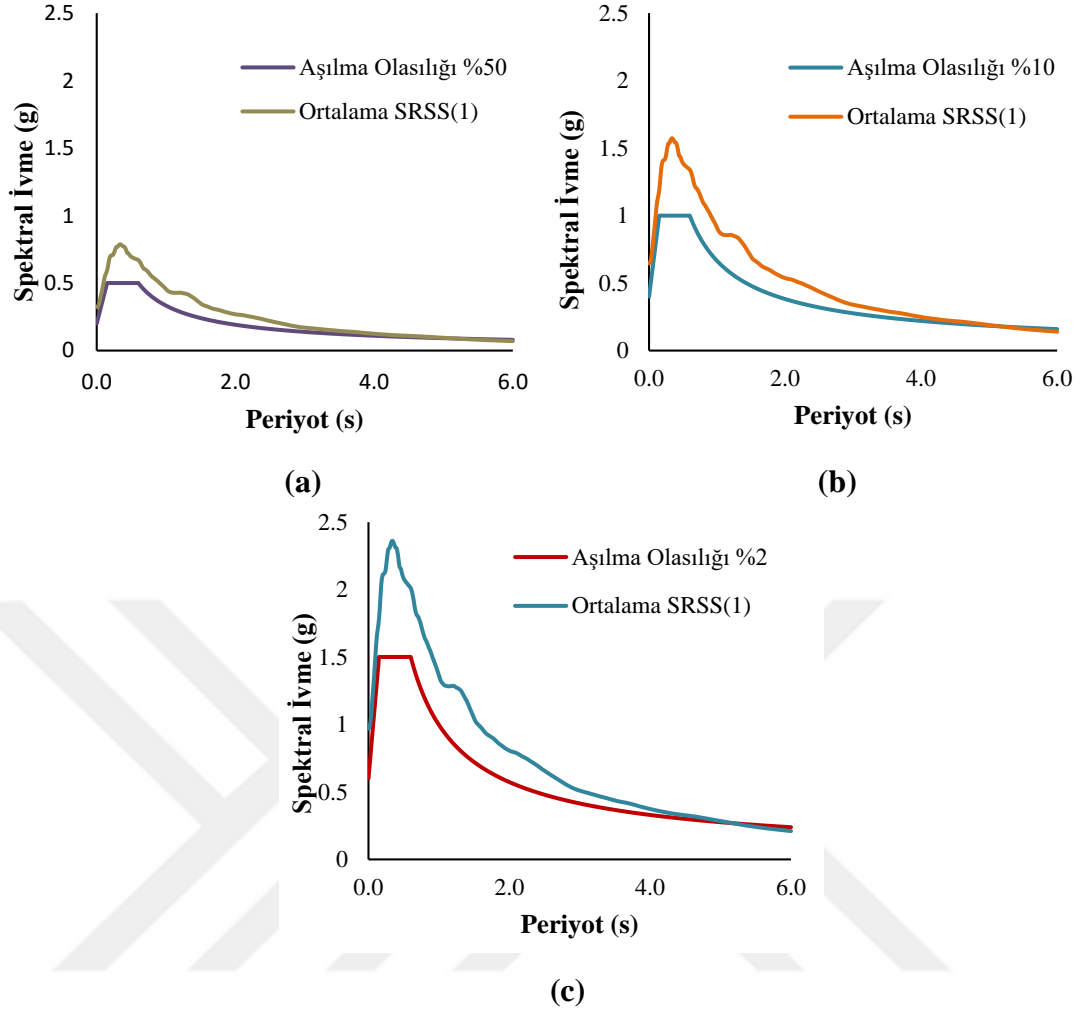 2.5
2
1.5
1
0.5
0
0.0
2.0
4.0
6.0
Spektral İvme (g)
Periyot (s)
Aşılma Olasılığı %50
Ortalama SRSS(1)
(a)
2.5
2
1.5
1
0.5
0
0.0
2.0
4.0
6.0
Spektral İvme (g)
Periyot (s)
Aşılma Olasılığı %10
Ortalama SRSS(1)
(b)
2.5
2
1.5
1
0.5
0
0.0
2.0
4.0
6.0
Spektral İvme (g)
Periyot (s)
Aşılma Olasılığı %2
Ortalama SRSS(1)
(c)